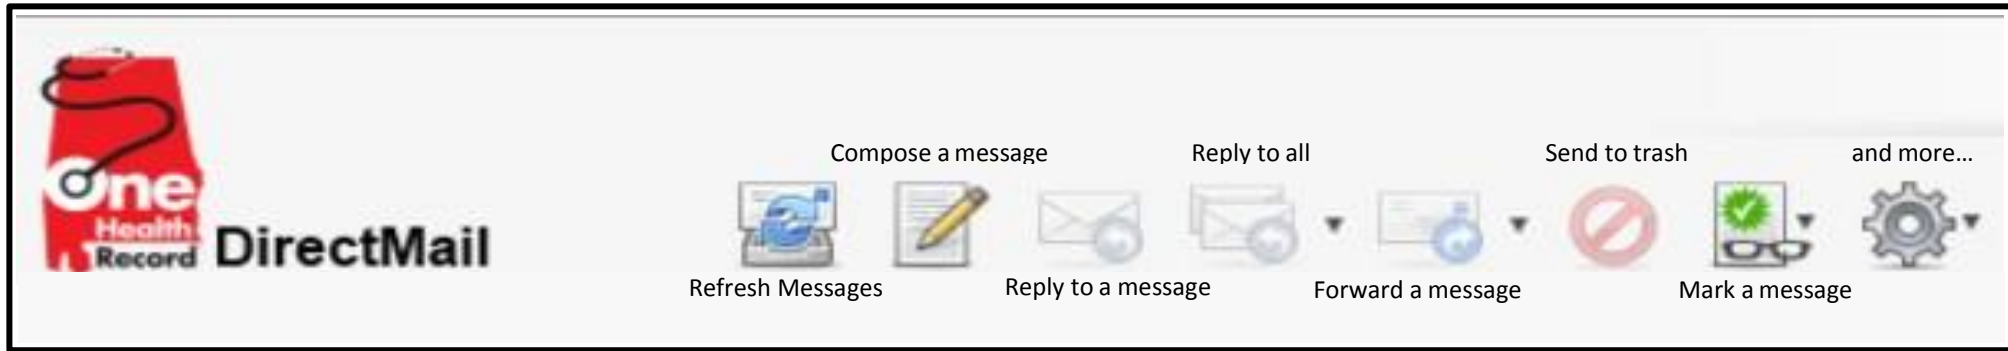 One
Health
Record
DirectMail
Compose a message
Reply to all
Send to trash
and more...
Refresh Messages
Reply to a message
Forward a message
Mark a message